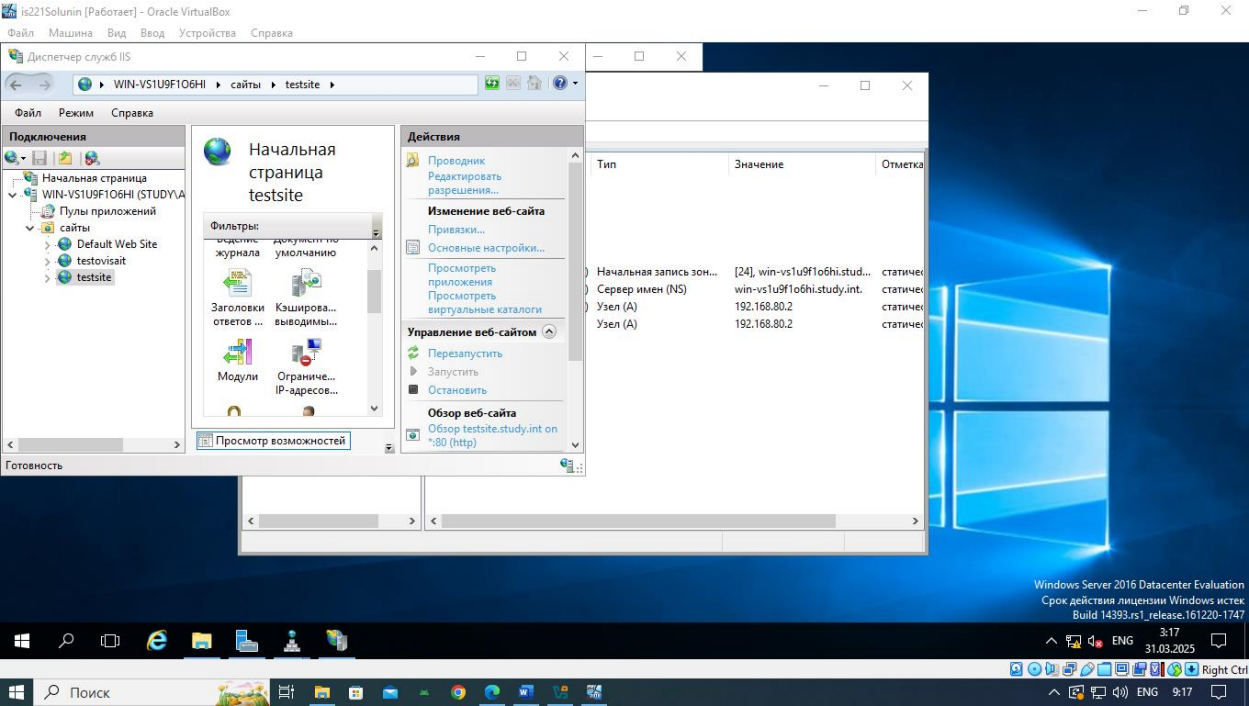 is221Solunin [Работает] - Oracle VirtualBox
Файл Машина Вид Ввод Устройства Справка
Диспетчер служб IIS
WIN-VS1U9F1O6HI сайты testsite
Файл Режим Справка
Подключения
Начальная страница
WIN-VS1U9F1O6HI (STUDY\A
Пулы приложений
сайты
Default Web Site
testovisait
testsite
Начальная
страница
testsite
Фильтры:
Ведение Документ по
журнала умолчанию
Заголовки Кэширова...
ответов ... выводимы...
Модули Ограниче...
IP-адресов...
Просмотр возможностей
Действия
Проводник
Редактировать
разрешения...
Изменение веб-сайта
Привязки...
Основные настройки...
Просмотреть
приложения
Просмотреть
виртуальные каталоги
Управление веб-сайтом
Перезапустить
Запустить
Остановить
Обзор веб-сайта
Обзор testsite.study.int on
*:80 (http)
Готовность
Тип Значение Отметка
) Начальная запись зон... [24], win-vs1u9f1o6hi.stud... статичес
) Сервер имен (NS) win-vs1u9f1o6hi.study.int. статичес
) Узел (A) 192.168.80.2 статичес
Узел (A) 192.168.80.2 статичес
Windows Server 2016 Datacenter Evaluation
Срок действия лицензии Windows истек
Build 14393.rs1_release.161220-1747
ENG 3:17
31.03.2025
Right Ctrl
Поиск
ENG 9:17